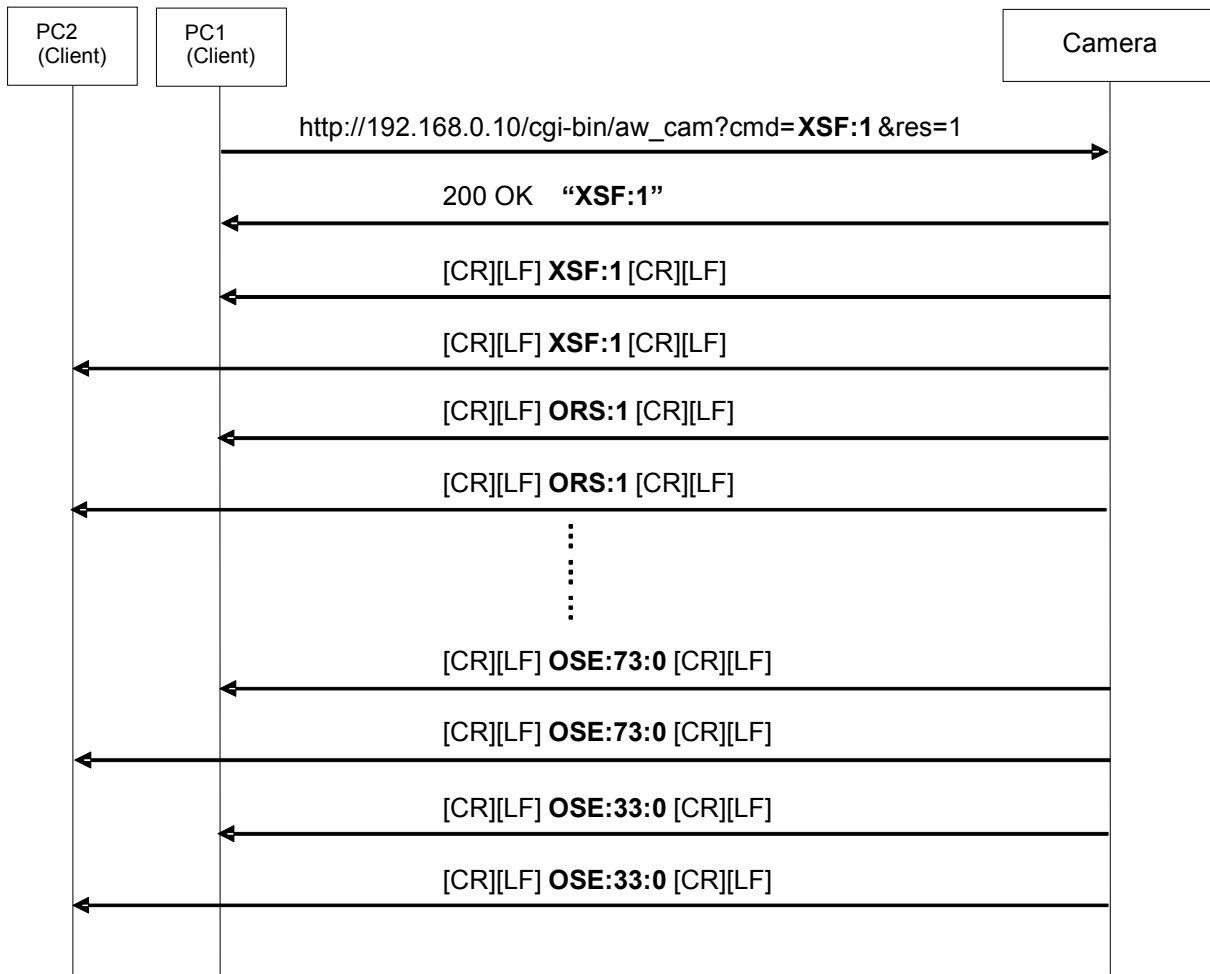 PC2
(Client)
PC1
(Client)
Camera
http://192.168.0.10/cgi-bin/aw_cam?cmd=XSF:1&res=1
200 OK “XSF:1”
[CR][LF] XSF:1 [CR][LF]
[CR][LF] XSF:1 [CR][LF]
[CR][LF] ORS:1 [CR][LF]
[CR][LF] ORS:1 [CR][LF]
[CR][LF] OSE:73:0 [CR][LF]
[CR][LF] OSE:73:0 [CR][LF]
[CR][LF] OSE:33:0 [CR][LF]
[CR][LF] OSE:33:0 [CR][LF]